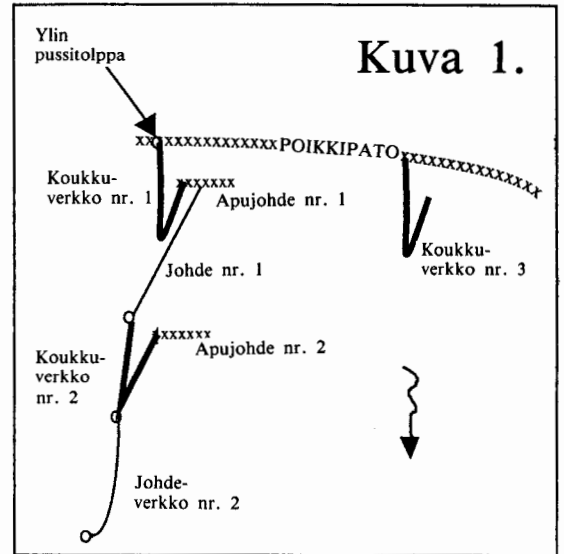 Ylin
pussitolppa
Kuva 1.
xxxxxxxxxxxxxxxxxPOIKKIPATOxxxxxxxxxxxxxxxxx
Koukku-
verkko nr. 1
xxxxxxx
Apujohde nr. 1
Koukku-
verkko nr. 3
Johde nr. 1
xxxxxxx
Apujohde nr. 2
Koukku-
verkko
nr. 2
Johde-
verkko nr. 2